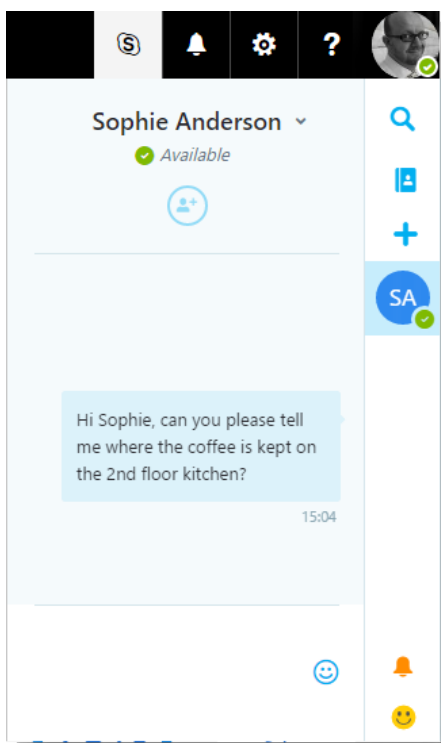 ?
Sophie Anderson
Available
SA
Hi Sophie, can you please tell
me where the coffee is kept on
the 2nd floor kitchen?
15:04